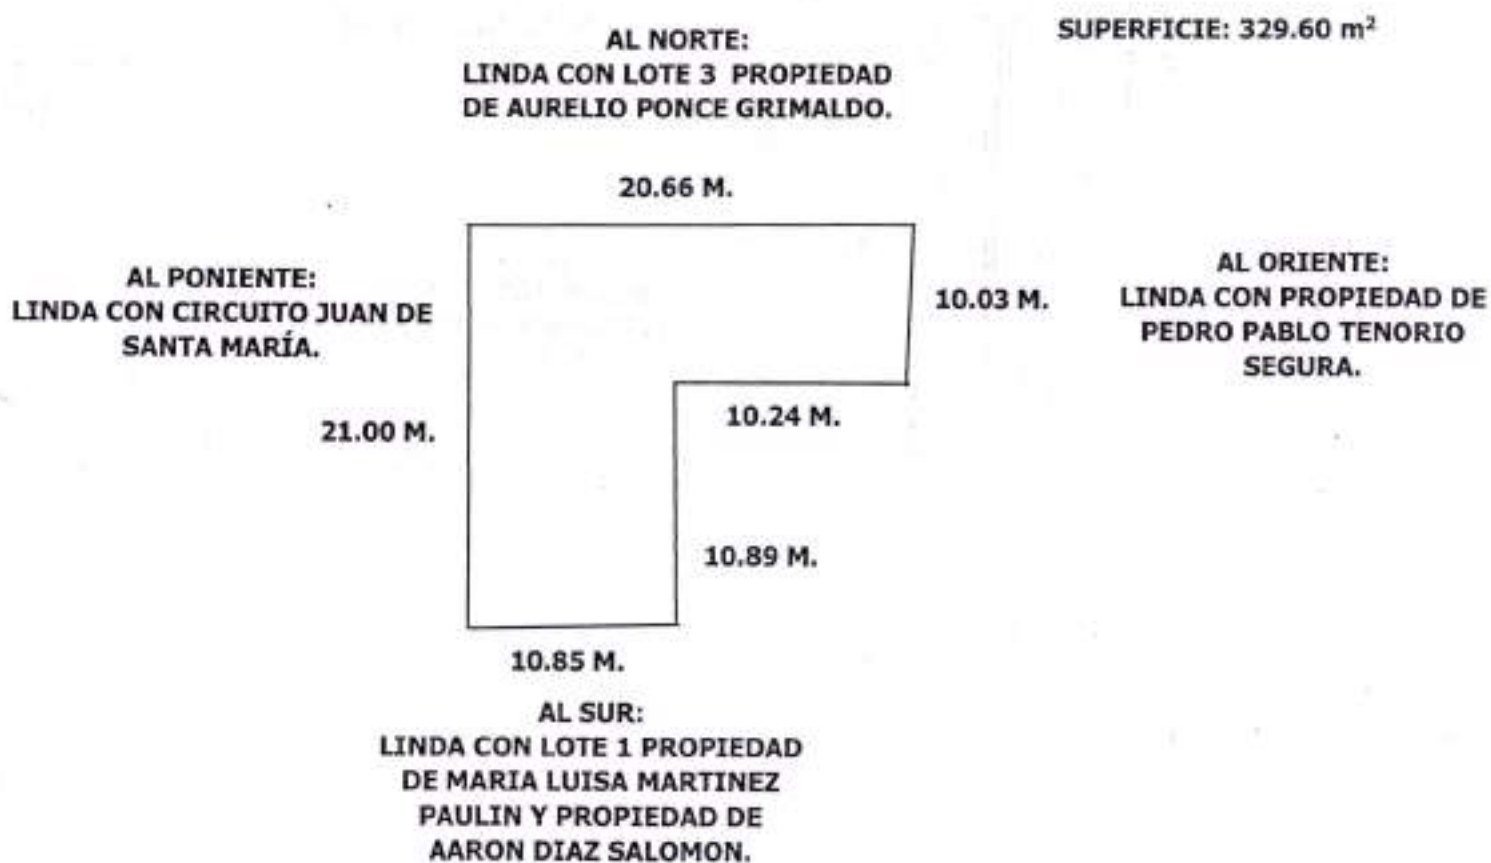 SUPERFICIE: 329.60 m²
AL NORTE:
LINDA CON LOTE 3 PROPIEDAD
DE AURELIO PONCE GRIMALDO.
20.66 M.
AL PONIENTE:
LINDA CON CIRCUITO JUAN DE
SANTA MARÍA.
21.00 M.
10.03 M.
AL ORIENTE:
LINDA CON PROPIEDAD DE
PEDRO PABLO TENORIO
SEGURA.
10.24 M.
10.89 M.
10.85 M.
AL SUR:
LINDA CON LOTE 1 PROPIEDAD
DE MARIA LUISA MARTINEZ
PAULIN Y PROPIEDAD DE
AARON DIAZ SALOMON.